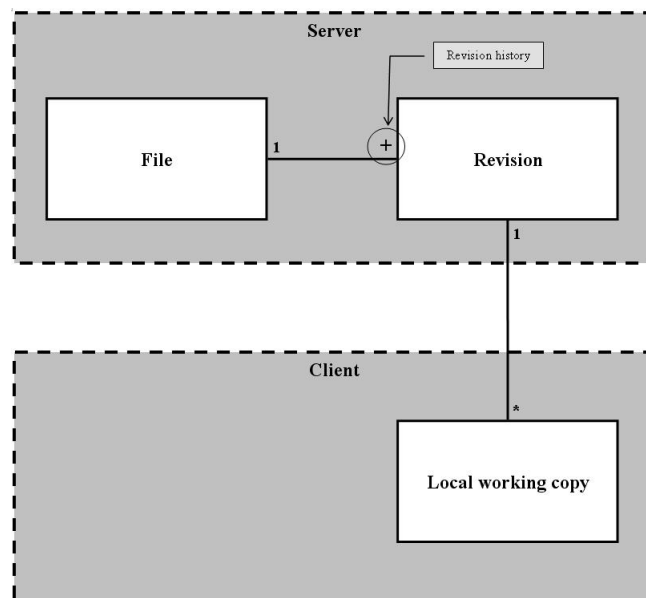 Server
Revision history
File
1
+
Revision
1
Client
*
Local working copy